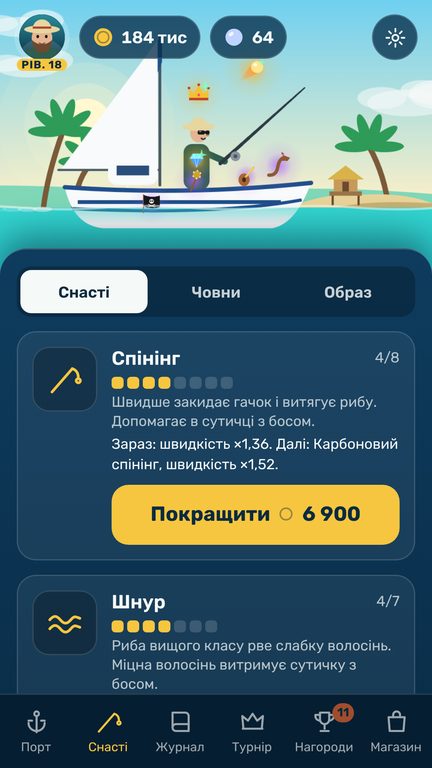 184 тис
64
РІВ. 18
Снасті
Човни
Образ
Спінінг
4/8
Швидше закидає гачок і витягує рибу.
Допомагає в сутичці з босом.
Зараз: швидкість ×1,36. Далі: Карбоновий
спінінг, швидкість ×1,52.
Покращити 6 900
Шнур
4/7
Риба вищого класу рве слабку волосінь.
Міцна волосінь витримує сутичку з
босом.
11
Порт
Снасті
Журнал
Турнір
Нагороди
Магазин